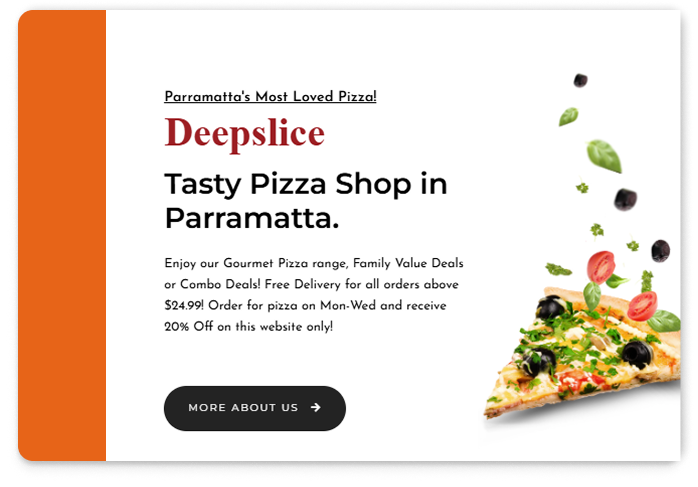 Parramatta's Most Loved Pizza!
Deepslice
Tasty Pizza Shop in
Parramatta.
Enjoy our Gourmet Pizza range, Family Value Deals
or Combo Deals! Free Delivery for all orders above
$24.99! Order for pizza on Mon-Wed and receive
20% Off on this website only!
MORE ABOUT US →